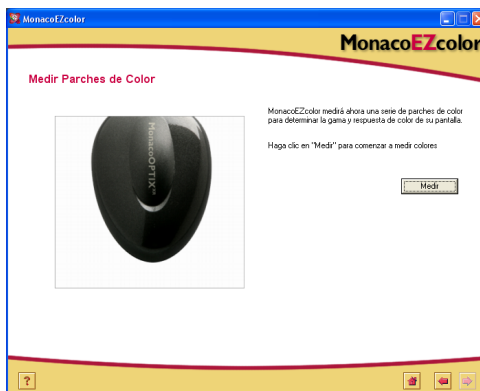 MonacoEZcolor
MonacoEZcolor
Medir Parches de Color
MonacoOPTIX
MonacoEZcolor medirá ahora una serie de parches de color
para determinar la gama y respuesta de color de su pantalla.
Haga clic en "Medir" para comenzar a medir colores
Medir
?